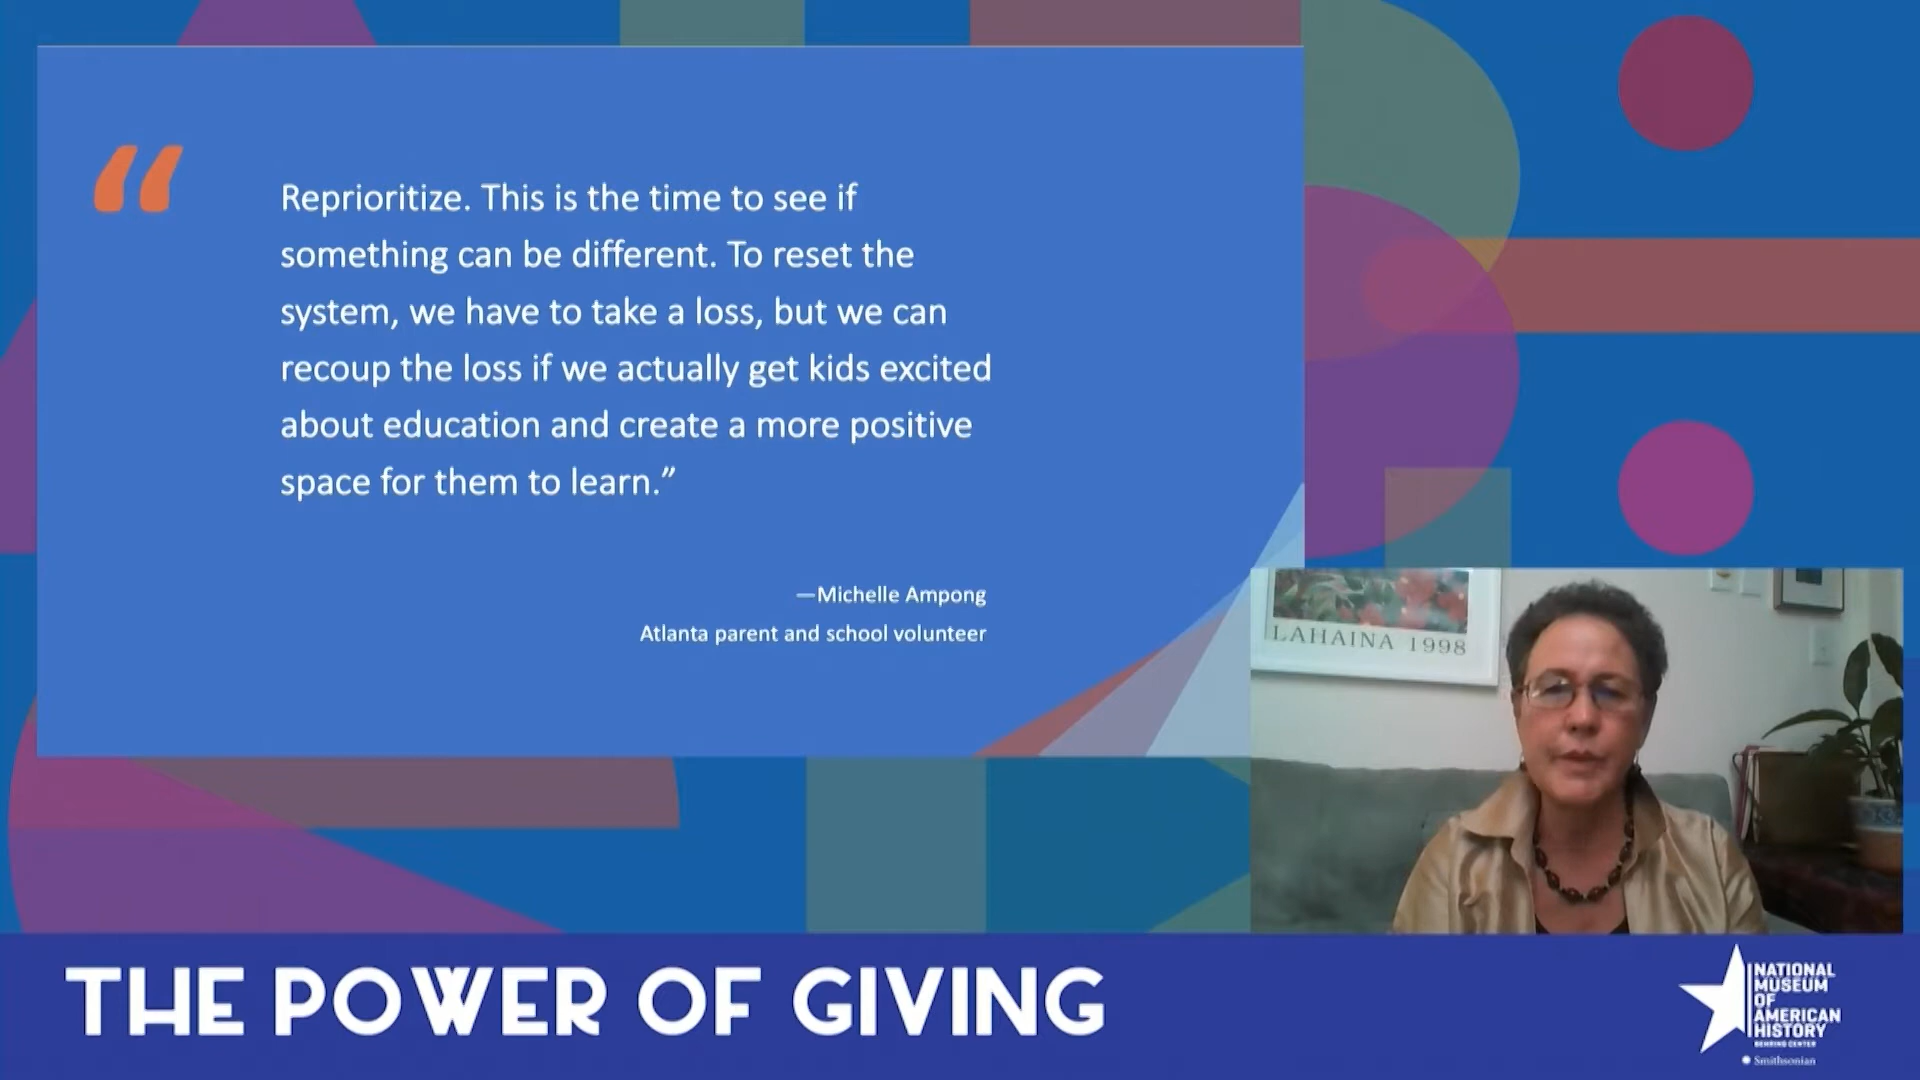 “
Reprioritize. This is the time to see if
something can be different. To reset the
system, we have to take a loss, but we can
recoup the loss if we actually get kids excited
about education and create a more positive
space for them to learn.”
—Michelle Ampong
Atlanta parent and school volunteer
LAHAINA 1998
THE POWER OF GIVING
NATIONAL
MUSEUM
OF
AMERICAN
HISTORY
BEHRING CENTER
Smithsonian